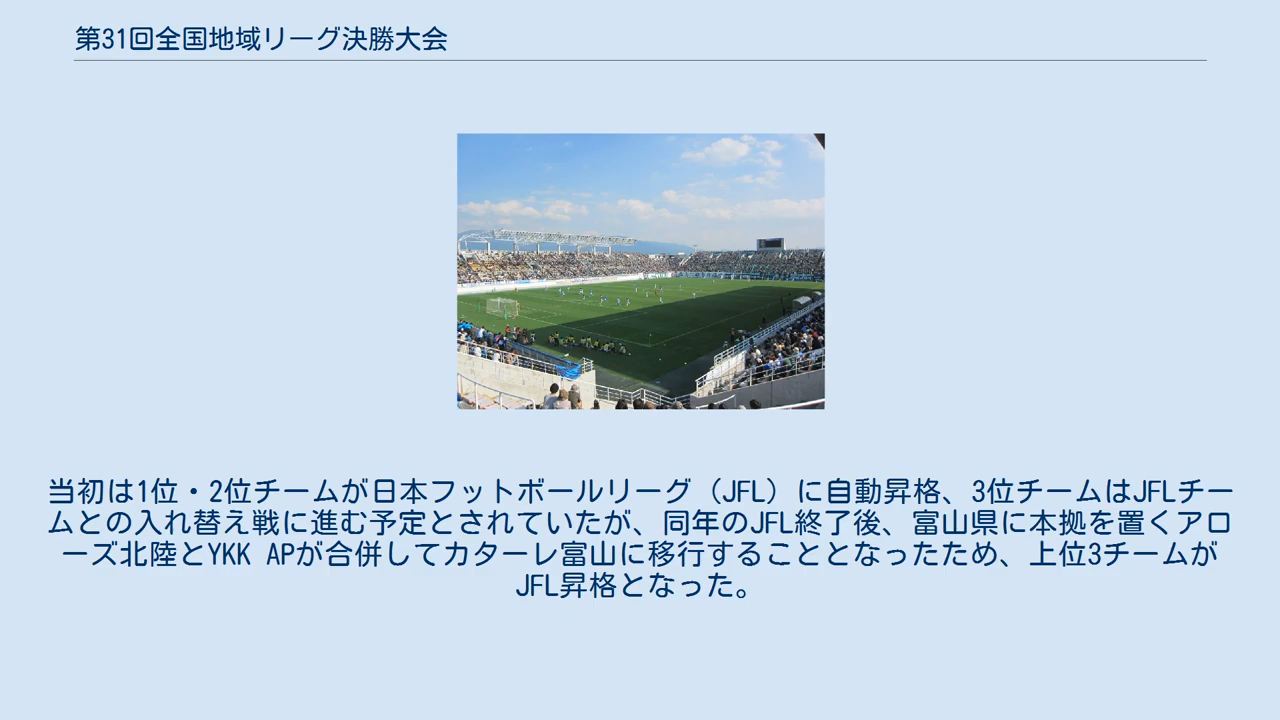 第31回全国地域リーグ決勝大会
当初は1位・2位チームが日本フットボールリーグ（JFL）に自動昇格、3位チームはJFLチー
ムとの入れ替え戦に進む予定とされていたが、同年のJFL終了後、富山県に本拠を置くアロ
ーズ北陸とYKK APが合併してカターレ富山に移行することとなったため、上位3チームが
JFL昇格となった。